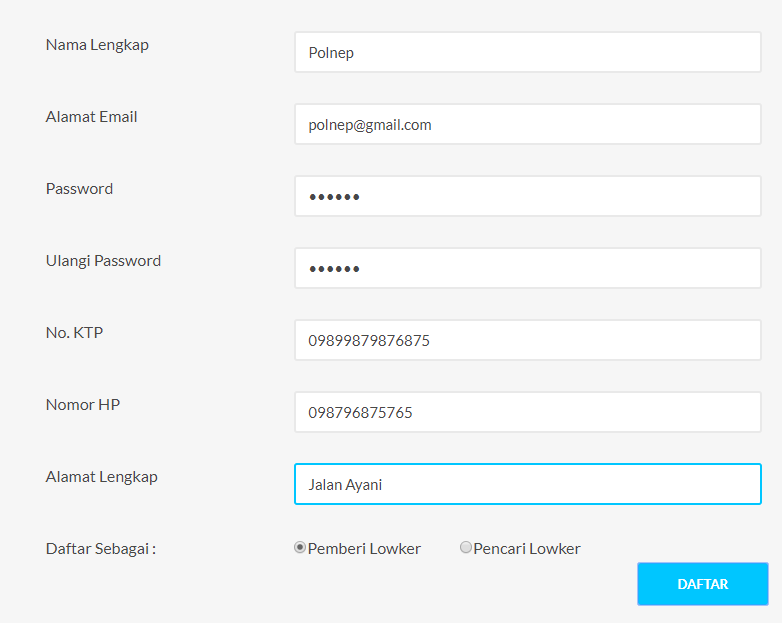 Nama Lengkap Polnep
Alamat Email polnep@gmail.com
Password ••••••
Ulangi Password ••••••
No. KTP 09899879876875
Nomor HP 098796875765
Alamat Lengkap Jalan Ayani
Daftar Sebagai : Pemberi Lowker Pencari Lowker
DAFTAR